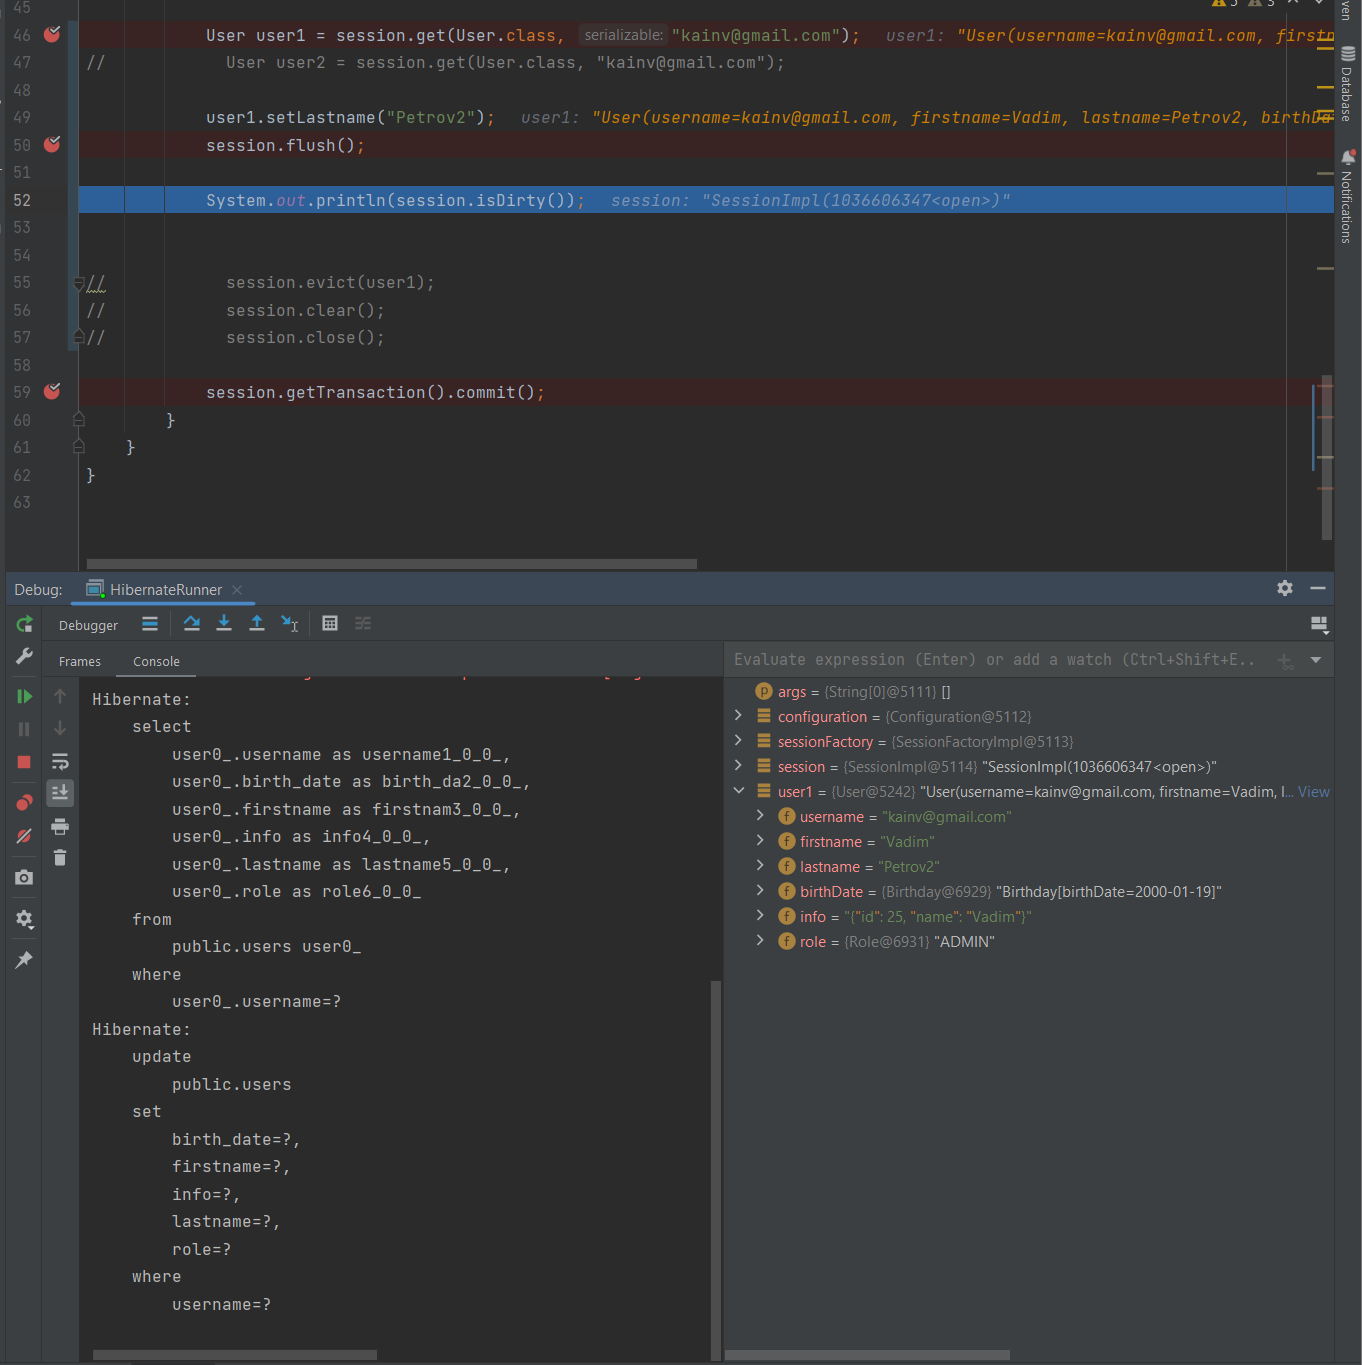 45
46 User user1 = session.get(User.class, serializable: "kainv@gmail.com"); user1: "User(username=kainv@gmail.com, firstn
47 // User user2 = session.get(User.class, "kainv@gmail.com");
48
49 user1.setLastname("Petrov2"); user1: "User(username=kainv@gmail.com, firstname=Vadim, lastname=Petrov2, birthDa
50 session.flush();
51
52 System.out.println(session.isDirty()); session: "SessionImpl(1036606347<open>)"
53
54
55 // session.evict(user1);
56 // session.clear();
57 // session.close();
58
59 session.getTransaction().commit();
60 }
61 }
62 }
63
5 3
ven
Database
Notifications
Debug: HibernateRunner
Debugger
Frames Console
Hibernate:
select
user0_.username as username1_0_0_,
user0_.birth_date as birth_da2_0_0_,
user0_.firstname as firstnam3_0_0_,
user0_.info as info4_0_0_,
user0_.lastname as lastname5_0_0_,
user0_.role as role6_0_0_
from
public.users user0_
where
user0_.username=?
Hibernate:
update
public.users
set
birth_date=?,
firstname=?,
info=?,
lastname=?,
role=?
where
username=?
Evaluate expression (Enter) or add a watch (Ctrl+Shift+E..
p args = {String[0]@5111} []
configuration = {Configuration@5112}
sessionFactory = {SessionFactoryImpl@5113}
session = {SessionImpl@5114} "SessionImpl(1036606347<open>)"
user1 = {User@5242} "User(username=kainv@gmail.com, firstname=Vadim, l... View
f username = "kainv@gmail.com"
f firstname = "Vadim"
f lastname = "Petrov2"
f birthDate = {Birthday@6929} "Birthday[birthDate=2000-01-19]"
f info = "{"id": 25, "name": "Vadim"}"
f role = {Role@6931} "ADMIN"